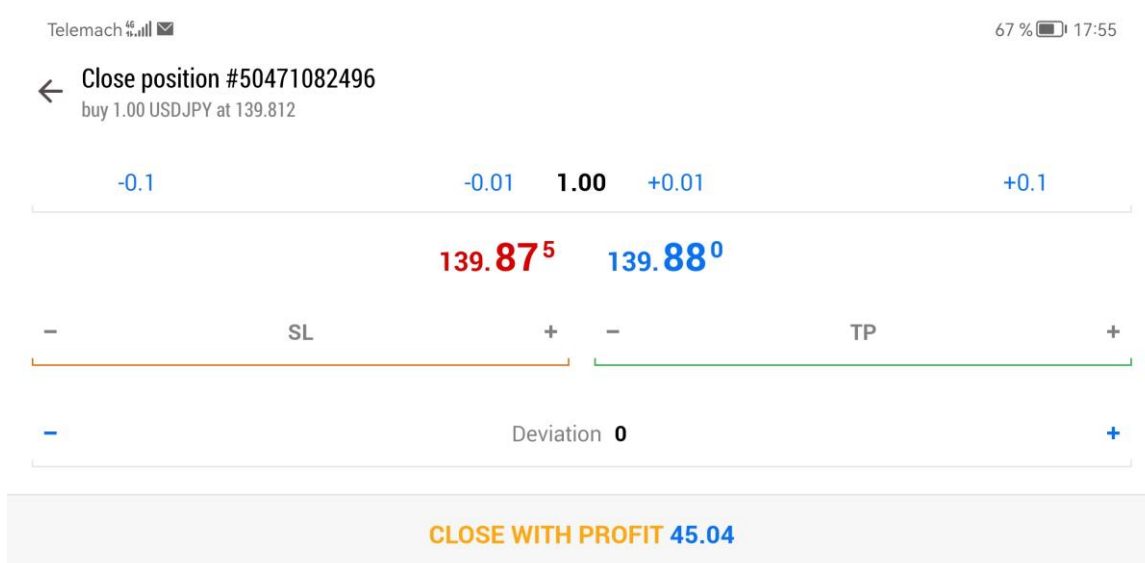 Telemach 4G 67 % 17:55
Close position #50471082496
buy 1.00 USDJPY at 139.812
-0.1 -0.01 1.00 +0.01 +0.1
139.875 139.880
− SL + − TP +
− Deviation 0 +
CLOSE WITH PROFIT 45.04